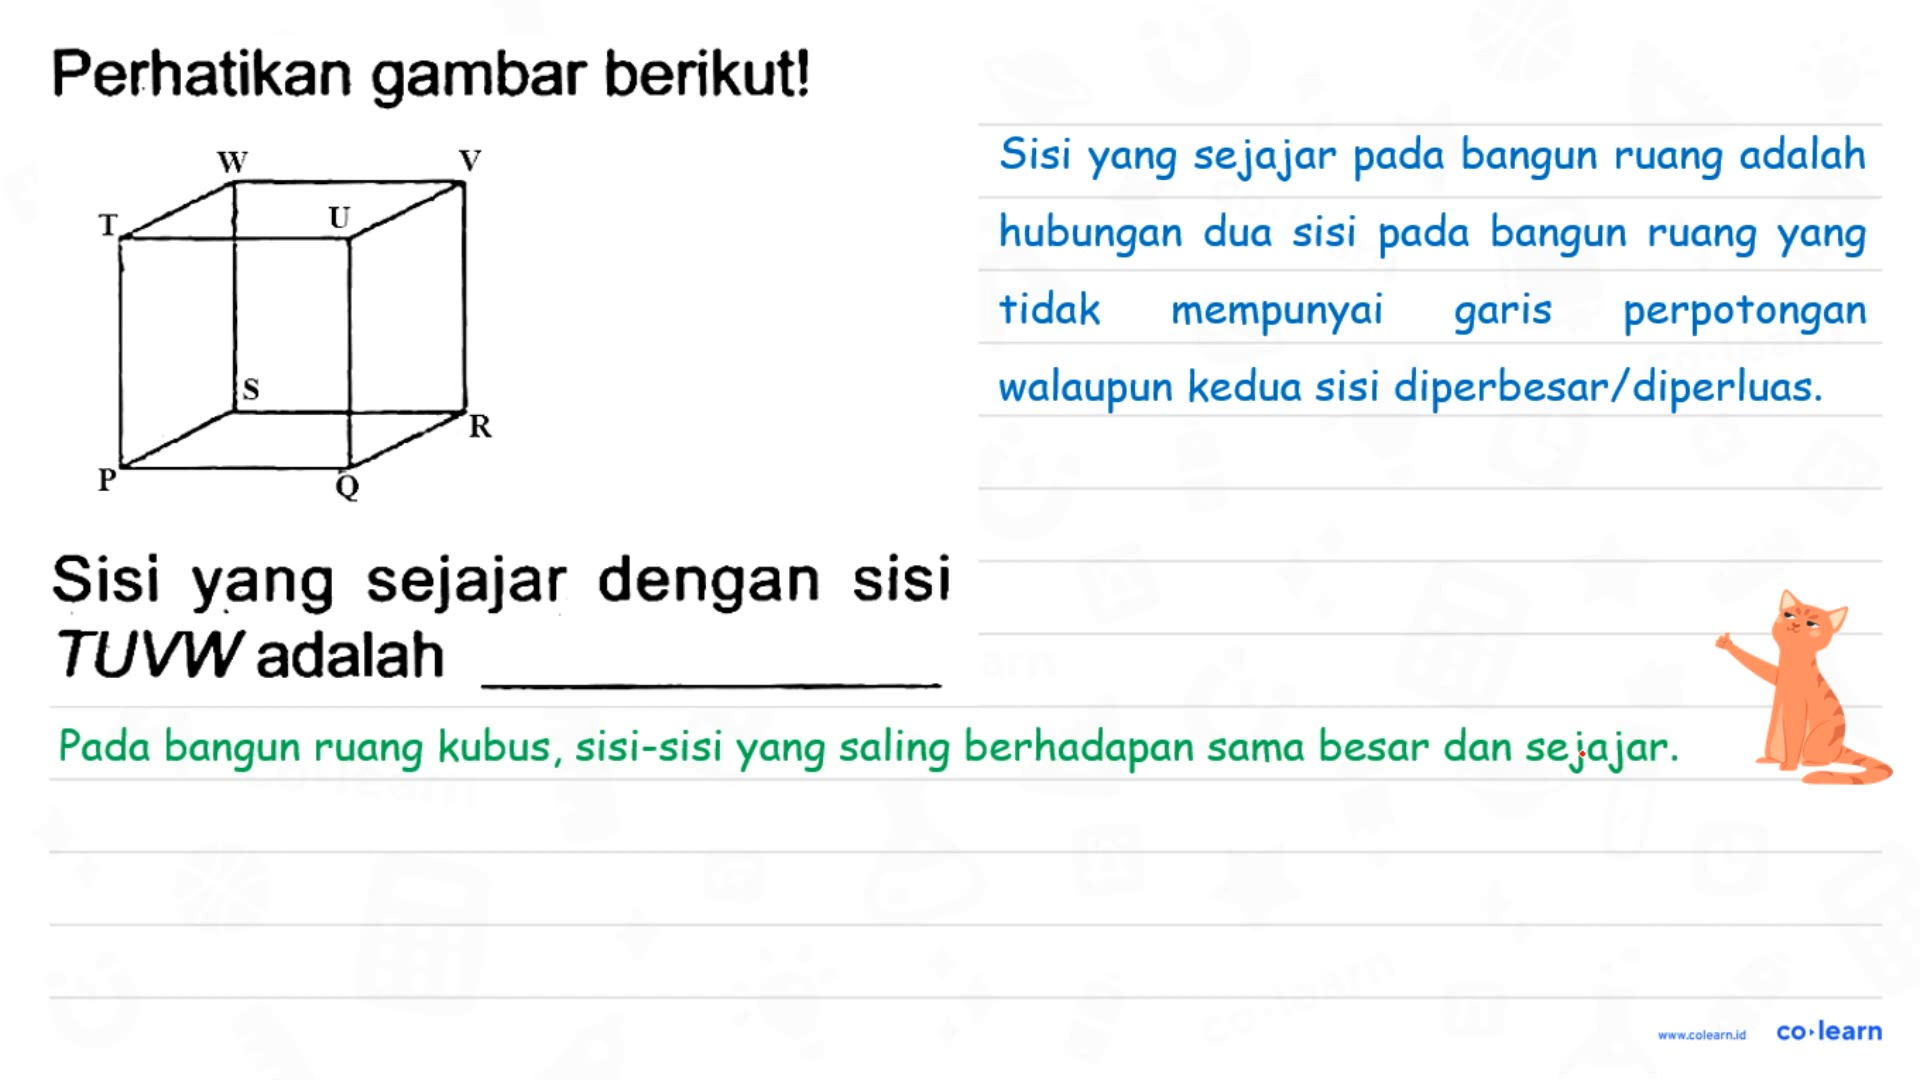 Perhatikan gambar berikut!
W V
T U
S
R
P Q
Sisi yang sejajar dengan sisi
TUVW adalah ____________
Sisi yang sejajar pada bangun ruang adalah
hubungan dua sisi pada bangun ruang yang
tidak mempunyai garis perpotongan
walaupun kedua sisi diperbesar/diperluas.
Pada bangun ruang kubus, sisi-sisi yang saling berhadapan sama besar dan sejajar.
www.colearn.id co·learn